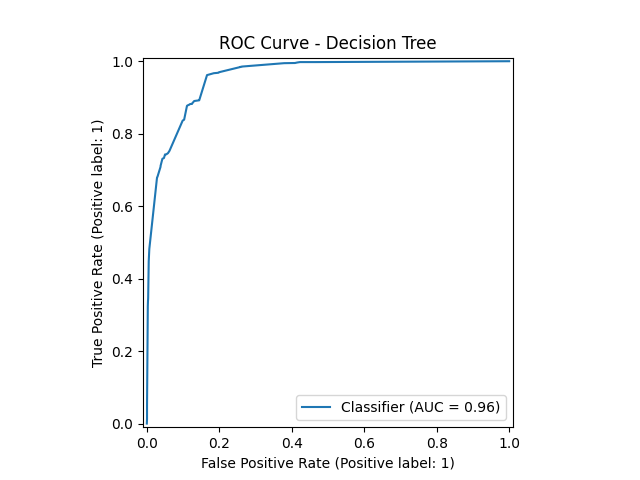 ROC Curve - Decision Tree
True Positive Rate (Positive label: 1)
1.0
0.8
0.6
0.4
0.2
0.0
Classifier (AUC = 0.96)
0.0 0.2 0.4 0.6 0.8 1.0
False Positive Rate (Positive label: 1)